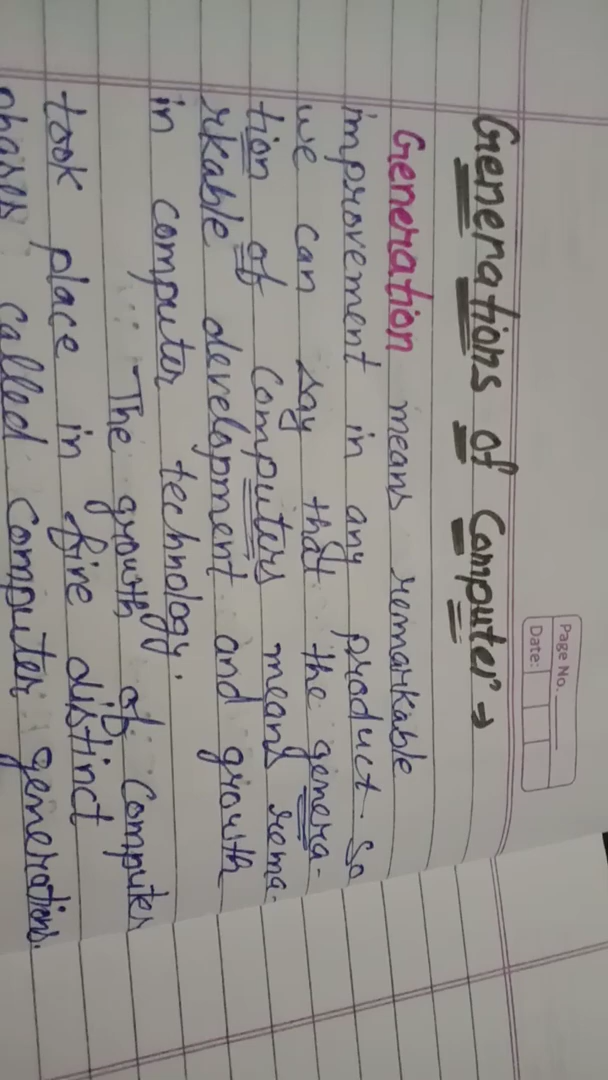 Page No.
Date:
Generations of Computer →
Generation means remarkable
improvement in any product. So
we can say that the genera-
tion of Computers means rema-
rkable development and growth
in computer technology.
The growth of Computer
took place in five distinct
phases called Computer generations.